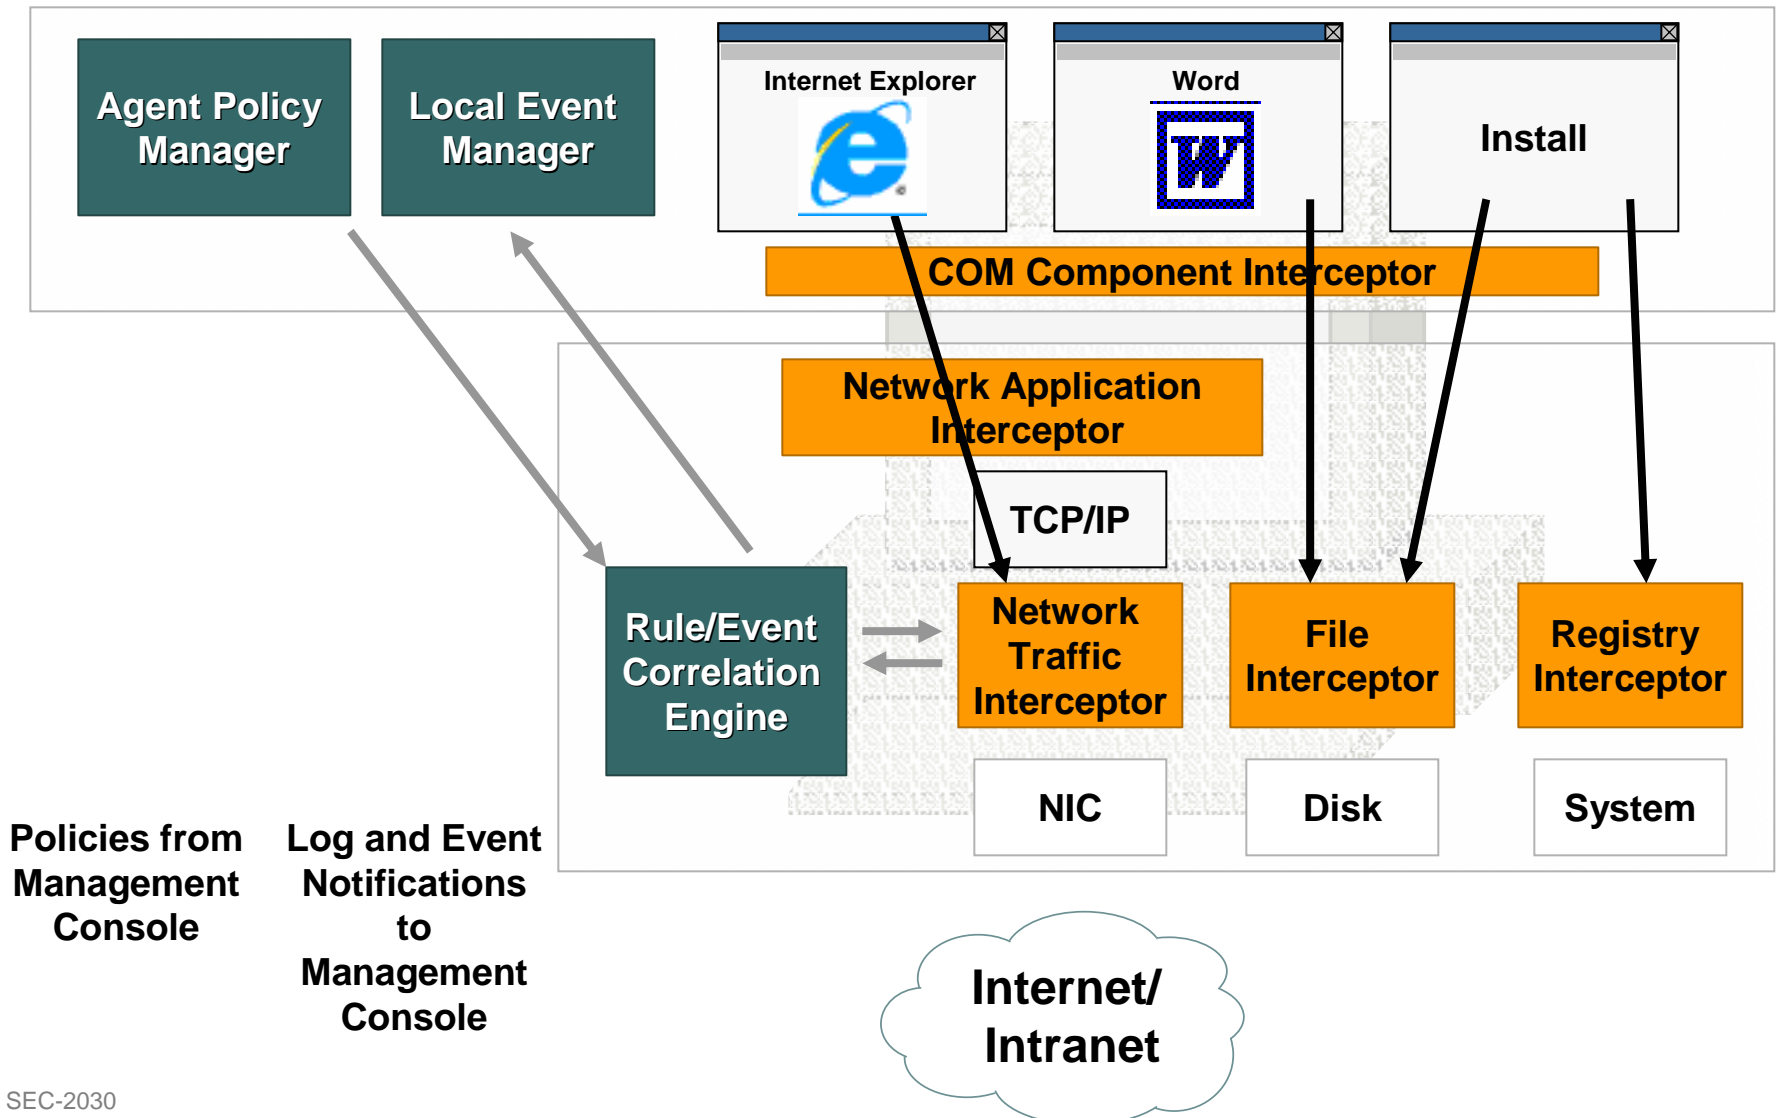 Agent Policy
Manager
Local Event
Manager
Internet Explorer
Word
W
Install
COM Component Interceptor
Network Application
Interceptor
TCP/IP
Rule/Event
Correlation
Engine
Network
Traffic
Interceptor
File
Interceptor
Registry
Interceptor
NIC
Disk
System
Policies from
Management
Console
Log and Event
Notifications
to
Management
Console
Internet/
Intranet
SEC-2030